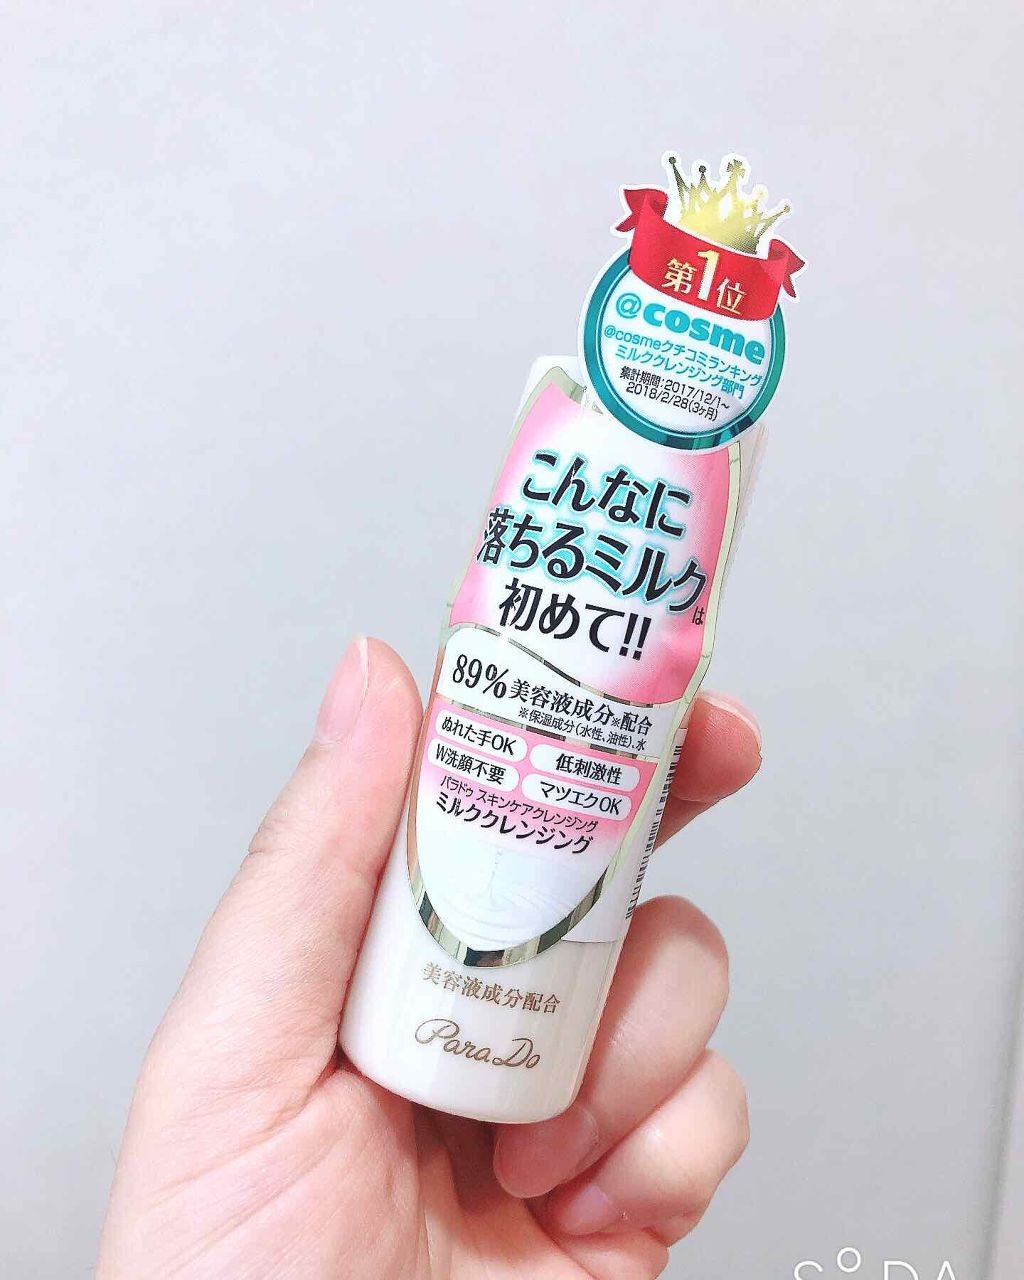 第1位
@cosme
@cosmeクチコミランキング
ミルククレンジング部門
集計期間:2017/12/1~
2018/2/28(3ヶ月)
こんなに
落ちるミルクは
初めて!!
89%美容液成分※配合
※保湿成分(水性、油性)、水
ぬれた手OK 低刺激性
W洗顔不要 マツエクOK
パラドゥ スキンケアクレンジング
ミルククレンジング
美容液成分配合
ParaDo
SODA